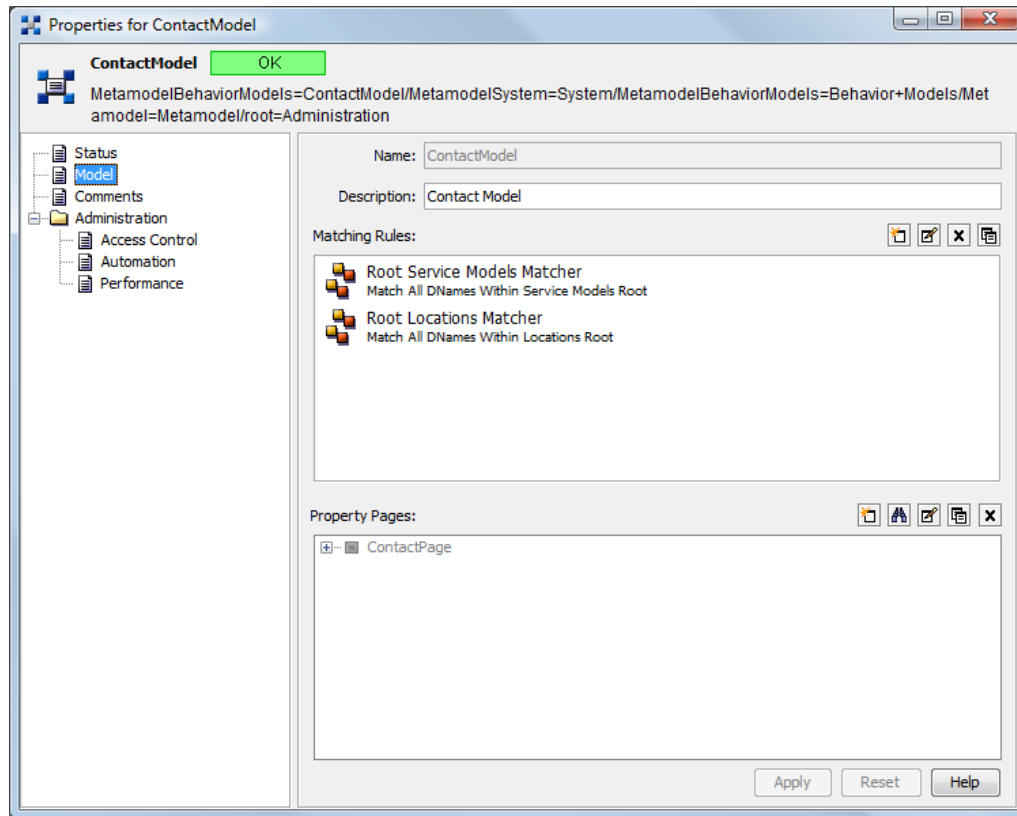 Properties for ContactModel
ContactModel OK
MetamodelBehaviorModels=ContactModel/MetamodelSystem=System/MetamodelBehaviorModels=Behavior+Models/Met
amodel=Metamodel/root=Administration
Status
Model
Comments
Administration
Access Control
Automation
Performance
Name: ContactModel
Description: Contact Model
Matching Rules:
Root Service Models Matcher
Match All DNames Within Service Models Root
Root Locations Matcher
Match All DNames Within Locations Root
Property Pages:
ContactPage
Apply Reset Help